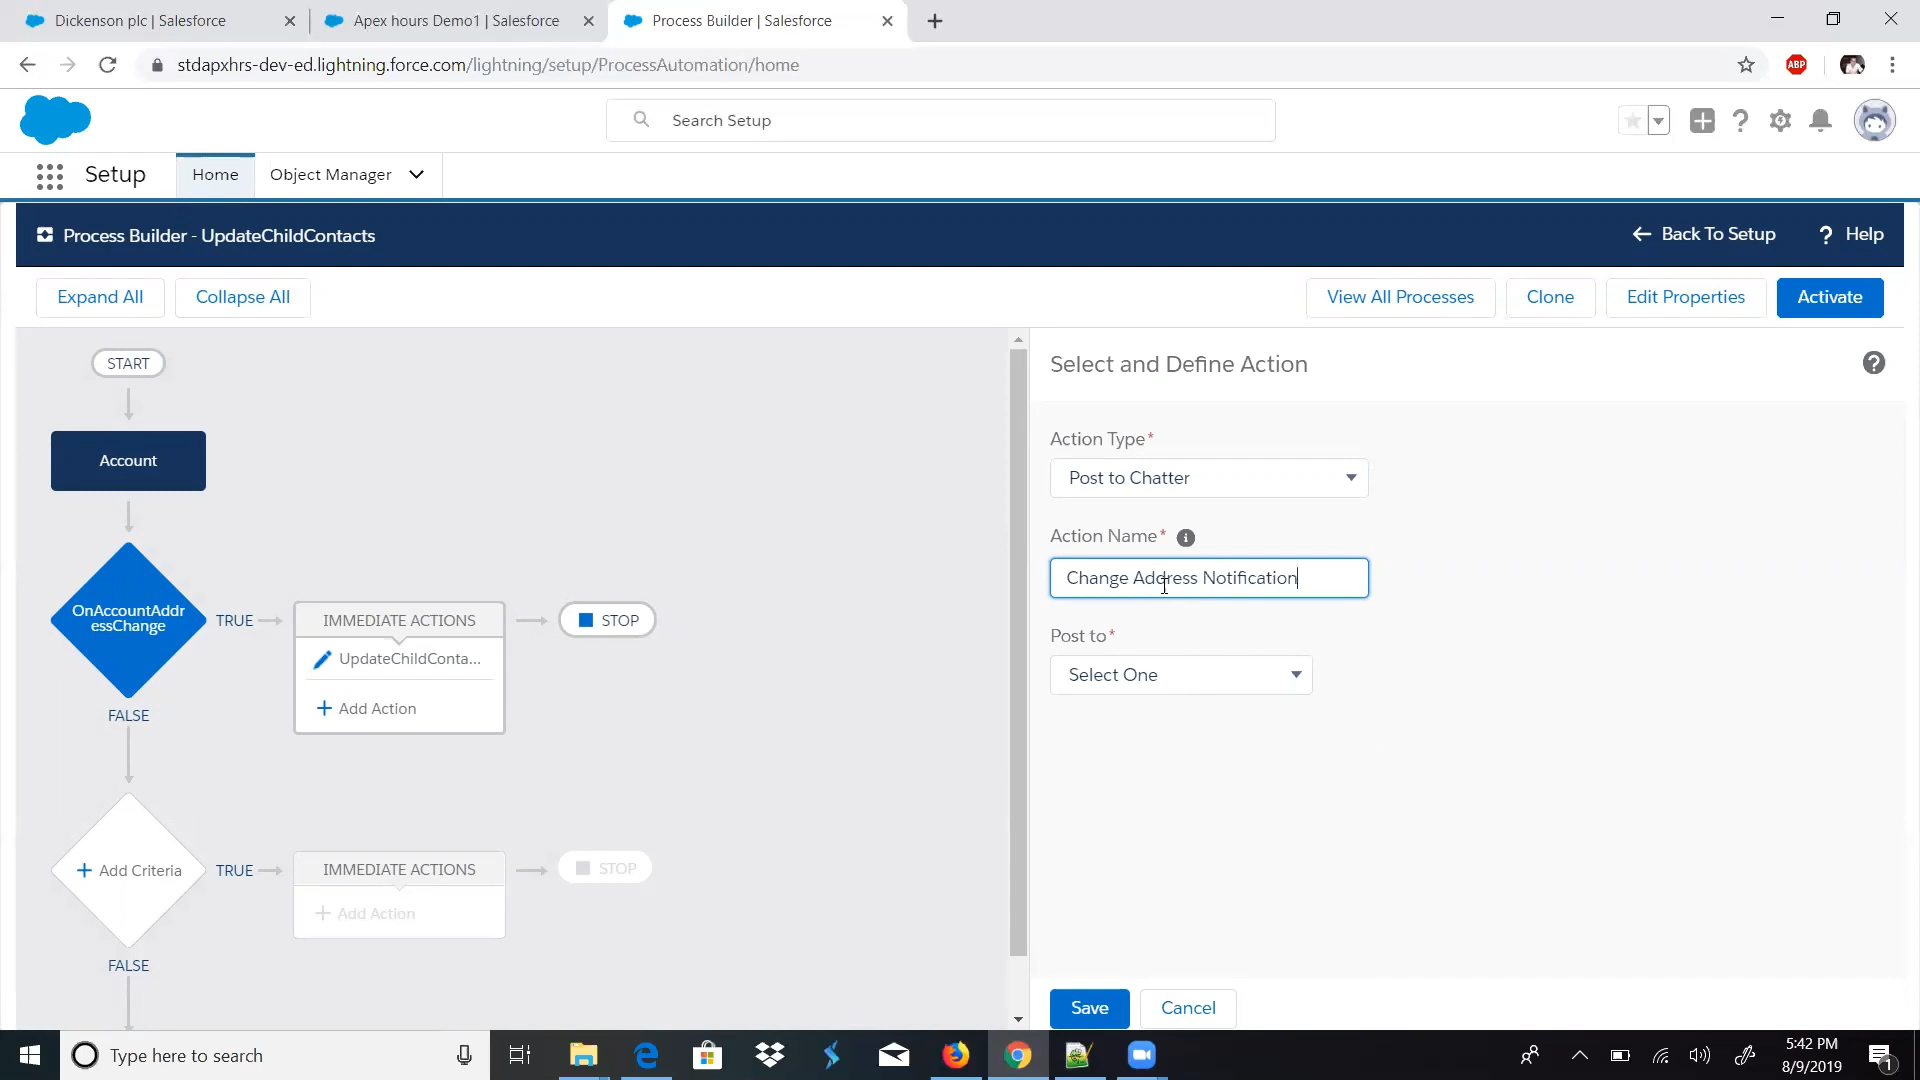 Dickenson plc | Salesforce
Apex hours Demo1 | Salesforce
Process Builder | Salesforce
stdapxhrs-dev-ed.lightning.force.com/lightning/setup/ProcessAutomation/home
ABP
Search Setup
Setup
Home
Object Manager
Process Builder - UpdateChildContacts
Back To Setup
? Help
Expand All
Collapse All
View All Processes
Clone
Edit Properties
Activate
START
Account
OnAccountAddr
essChange
TRUE
IMMEDIATE ACTIONS
UpdateChildConta...
+ Add Action
STOP
FALSE
+ Add Criteria
TRUE
IMMEDIATE ACTIONS
+ Add Action
STOP
FALSE
Select and Define Action
Action Type*
Post to Chatter
Action Name*
Change Address Notification
Post to*
Select One
Save
Cancel
Type here to search
5:42 PM
8/9/2019
1